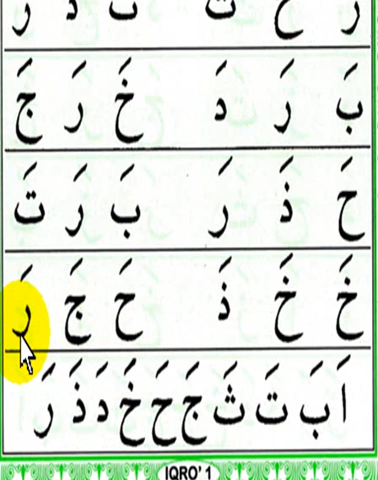 بَ رَ دَ خَ رَ جَ
حَ ذَ رَ بَ رَ تَ
خَ خَ ذَ حَ جَ رَ
اَ بَ تَ ثَ جَ حَ خَ دَ ذَ رَ
IQRO' 1